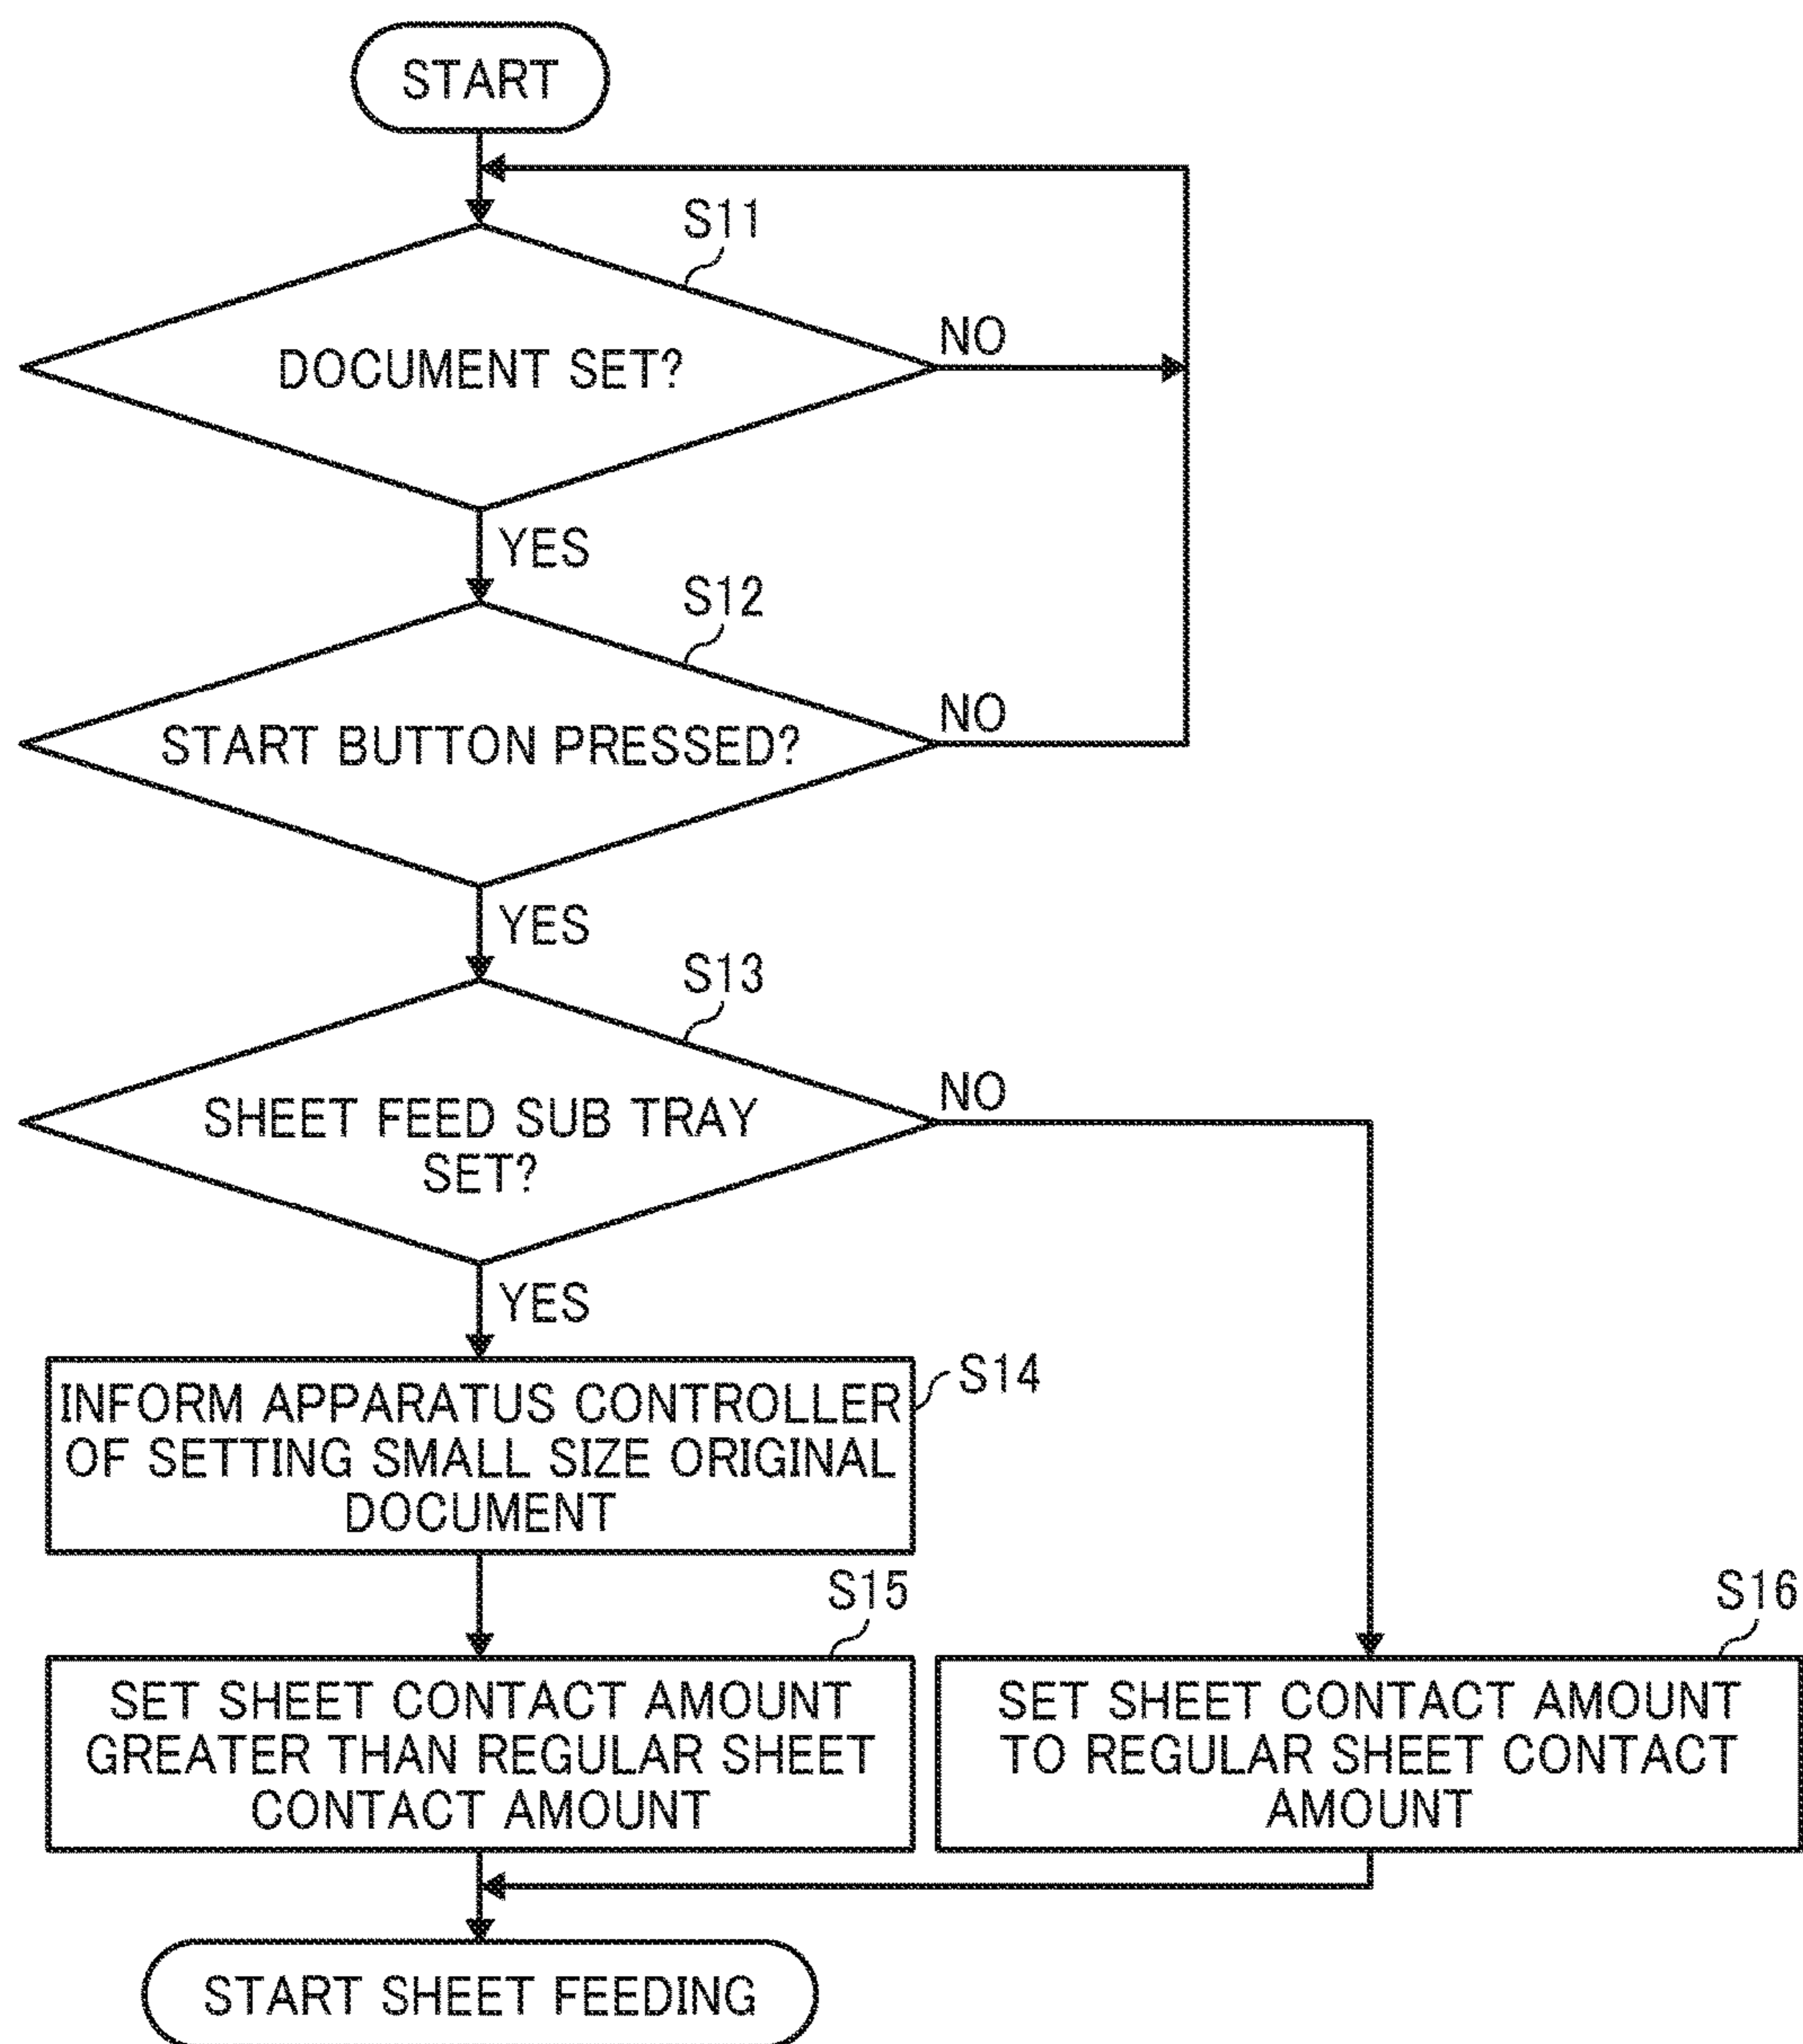 START
S11
DOCUMENT SET?
NO
YES
S12
START BUTTON PRESSED?
NO
YES
S13
SHEET FEED SUB TRAY
SET?
NO
YES
S14
INFORM APPARATUS CONTROLLER
OF SETTING SMALL SIZE ORIGINAL
DOCUMENT
S15
SET SHEET CONTACT AMOUNT
GREATER THAN REGULAR SHEET
CONTACT AMOUNT
S16
SET SHEET CONTACT AMOUNT
TO REGULAR SHEET CONTACT
AMOUNT
START SHEET FEEDING